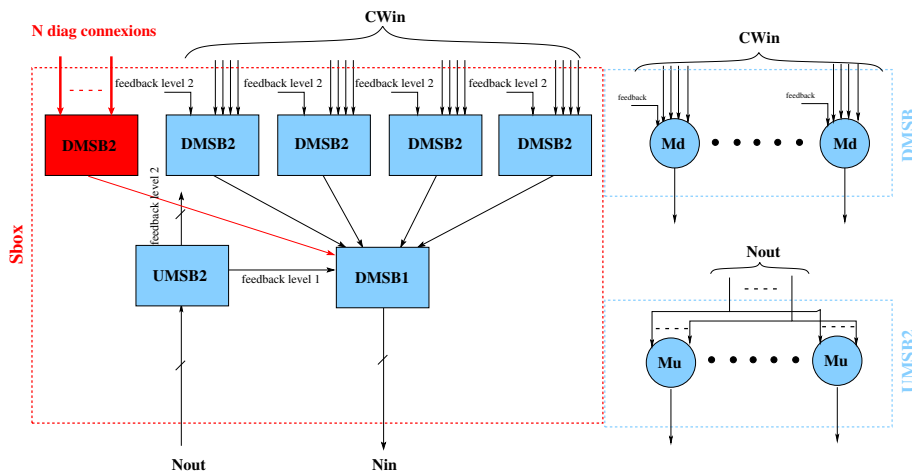 N diag connexions
CWin
feedback level 2
feedback level 2
feedback level 2
feedback level 2
DMSB2
DMSB2
DMSB2
DMSB2
DMSB2
feedback level 2
UMSB2
feedback level 1
DMSB1
Sbox
Nout
Nin
CWin
feedback
feedback
Md
Md
DMSB
Nout
Mu
Mu
UMSB2